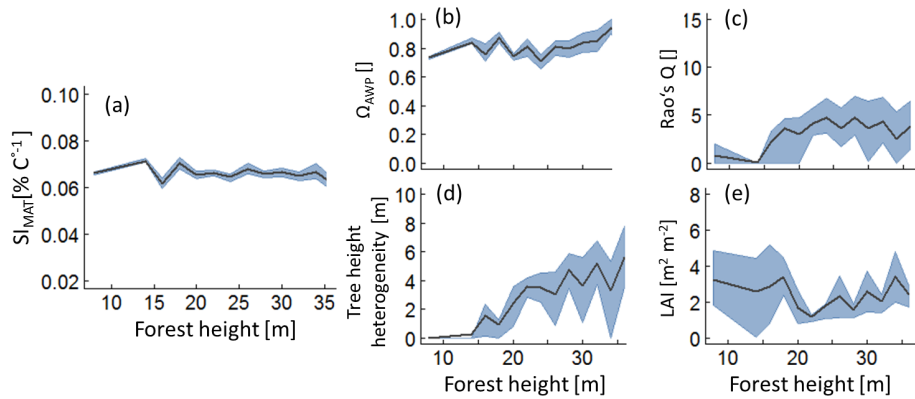 (a)
SI_MAT[% C°⁻¹]
0.10
0.08
0.06
0.04
0.02
10 15 20 25 30 35
Forest height [m]
(b)
Ω_AWP []
1.0
0.8
0.6
0.4
0.2
0.0
(c)
Rao's Q []
15
10
5
0
(d)
Tree height
heterogeneity [m]
10
8
6
4
2
0
10 20 30
Forest height [m]
(e)
LAI [m² m⁻²]
8
6
4
2
0
10 20 30
Forest height [m]